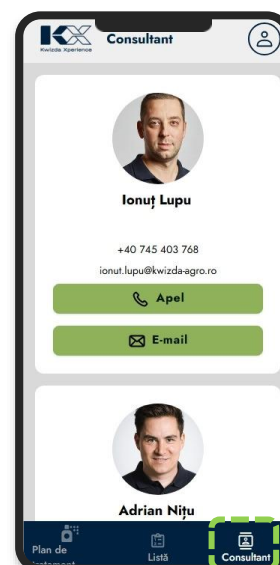 KX
Kwizda Xperience
Consultant
Ionuț Lupu
+40 745 403 768
ionut.lupu@kwizda-agro.ro
Apel
E-mail
Adrian Nițu
Plan de
Listă
Consultant